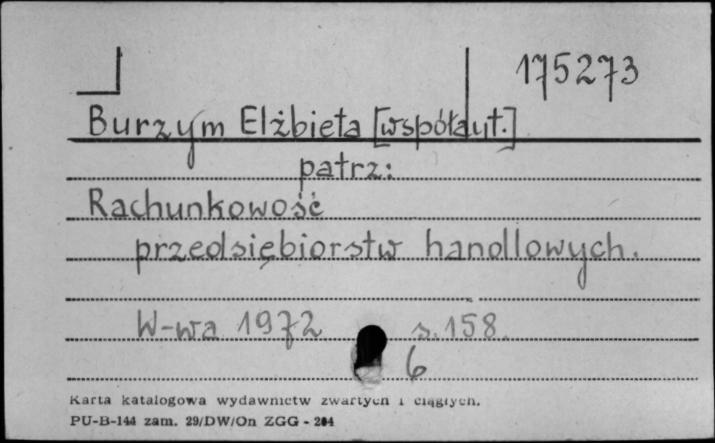 175273
Burzym Elżbieta [współaut.]
patrz:
Rachunkowość
przedsiębiorstw handlowych.
W-wa 1972 s. 158.
6
Karta katalogowa wydawnictw zwartych i ciągłych.
PU-B-144 zam. 29/DW/On ZGG - 204